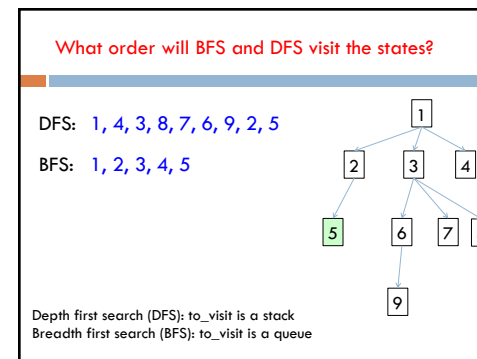 What order will BFS and DFS visit the states?
DFS: 1, 4, 3, 8, 7, 6, 9, 2, 5
BFS: 1, 2, 3, 4, 5
1
2 3 4
5 6 7
9
Depth first search (DFS): to_visit is a stack
Breadth first search (BFS): to_visit is a queue